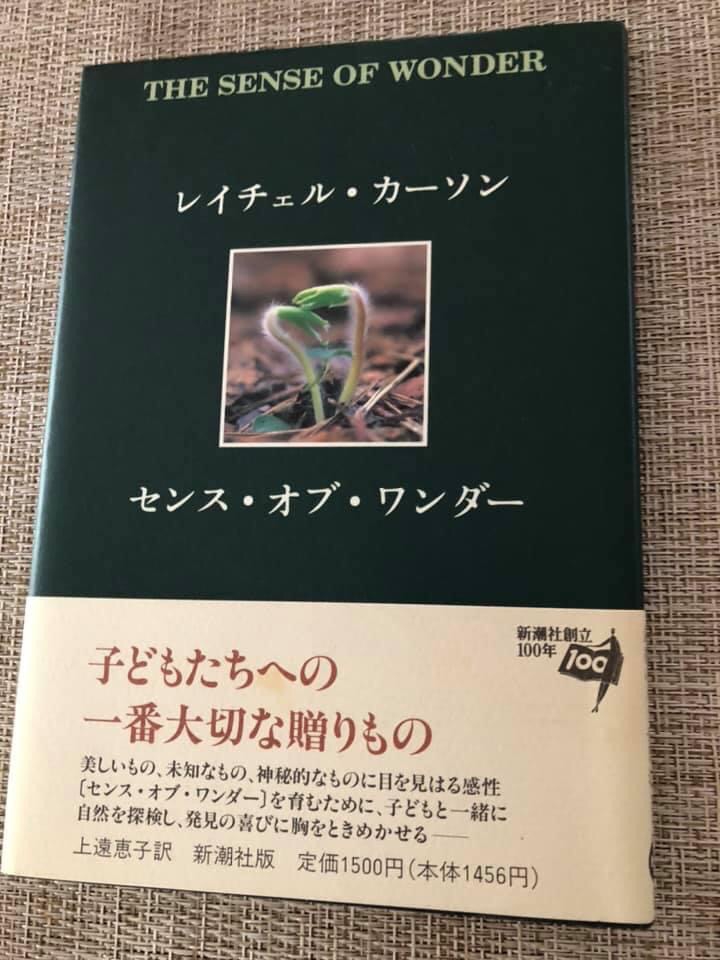 THE SENSE OF WONDER
レイチェル・カーソン
センス・オブ・ワンダー
新潮社創立
100年
100
子どもたちへの
一番大切な贈りもの
美しいもの、未知なもの、神秘的なものに目を見はる感性
〔センス・オブ・ワンダー〕を育むために、子どもと一緒に
自然を探検し、発見の喜びに胸をときめかせる――
上遠恵子訳 新潮社版 定価1500円(本体1456円)